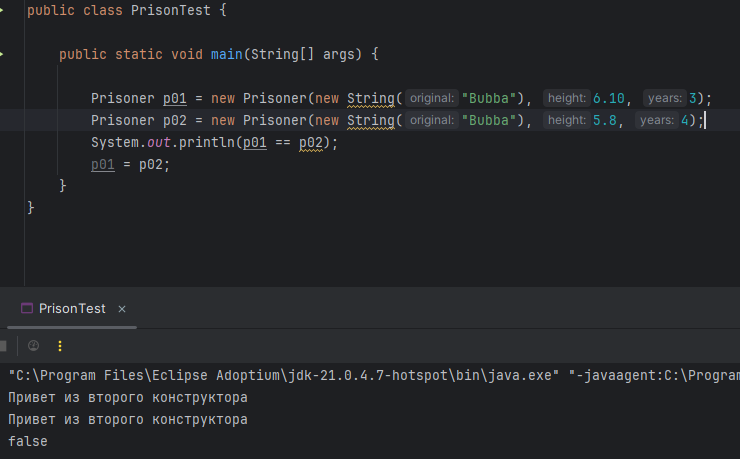 public class PrisonTest {
public static void main(String[] args) {
Prisoner p01 = new Prisoner(new String( original: "Bubba"), height: 6.10, years: 3);
Prisoner p02 = new Prisoner(new String( original: "Bubba"), height: 5.8, years: 4);
System.out.println(p01 == p02);
p01 = p02;
}
}
PrisonTest ×
"C:\Program Files\Eclipse Adoptium\jdk-21.0.4.7-hotspot\bin\java.exe" "-javaagent:C:\Program
Привет из второго конструктора
Привет из второго конструктора
false